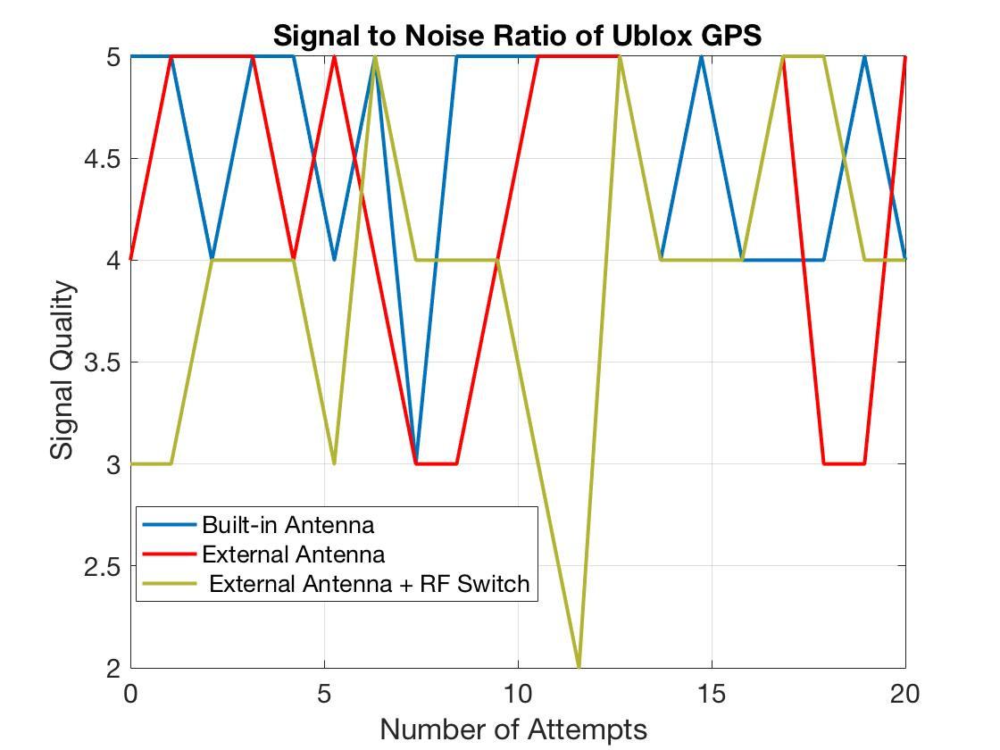 Signal to Noise Ratio of Ublox GPS
5
4.5
4
3.5
3
2.5
2
Signal Quality
Built-in Antenna
External Antenna
External Antenna + RF Switch
0 5 10 15 20
Number of Attempts